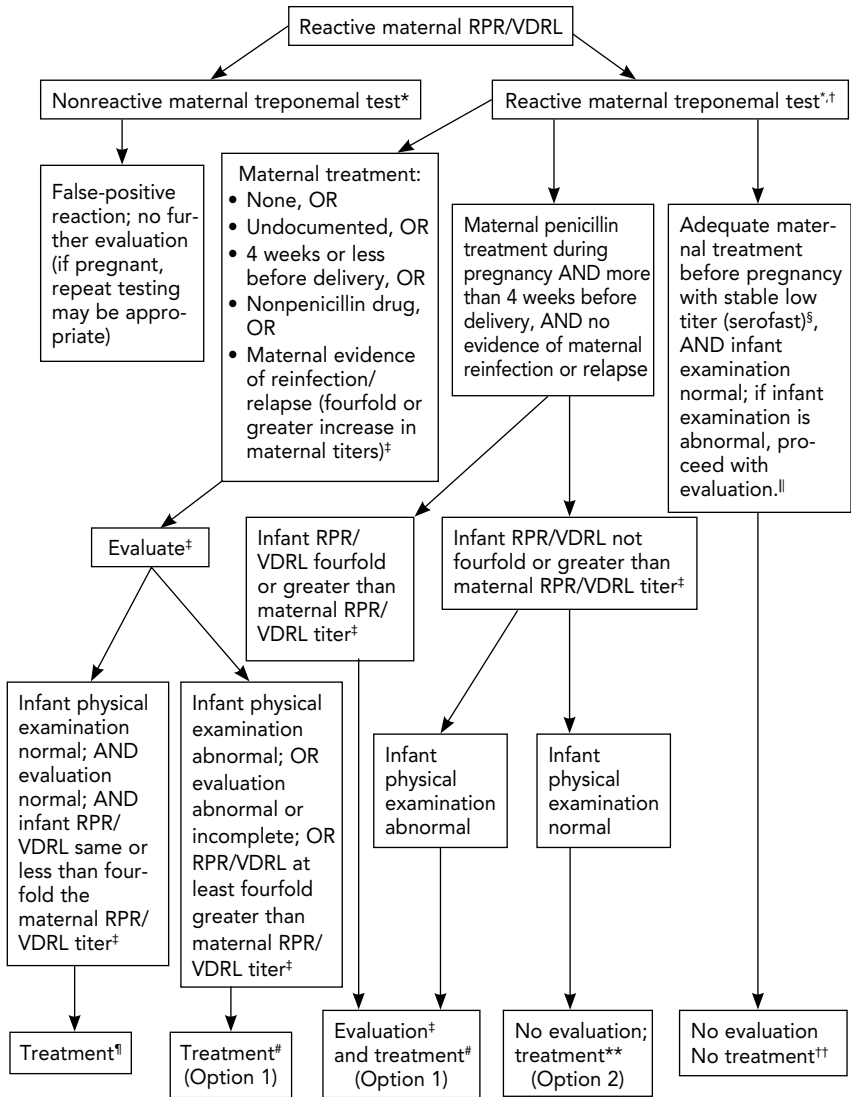 Reactive maternal RPR/VDRL
Nonreactive maternal treponemal test*
Reactive maternal treponemal test*,†
False-positive
reaction; no fur-
ther evaluation
(if pregnant,
repeat testing
may be appro-
priate)
Maternal treatment:
• None, OR
• Undocumented, OR
• 4 weeks or less
before delivery, OR
• Nonpenicillin drug,
OR
• Maternal evidence
of reinfection/
relapse (fourfold or
greater increase in
maternal titers)‡
Maternal penicillin
treatment during
pregnancy AND more
than 4 weeks before
delivery, AND no
evidence of maternal
reinfection or relapse
Adequate mater-
nal treatment
before pregnancy
with stable low
titer (serofast)§,
AND infant
examination
normal; if infant
examination is
abnormal, pro-
ceed with
evaluation.‖
Evaluate‡
Infant RPR/
VDRL fourfold
or greater than
maternal RPR/
VDRL titer‡
Infant RPR/VDRL not
fourfold or greater than
maternal RPR/VDRL titer‡
Infant physical
examination
normal; AND
evaluation
normal; AND
infant RPR/
VDRL same or
less than four-
fold the
maternal RPR/
VDRL titer‡
Infant physical
examination
abnormal; OR
evaluation
abnormal or
incomplete; OR
RPR/VDRL at
least fourfold
greater than
maternal RPR/
VDRL titer‡
Infant
physical
examination
abnormal
Infant
physical
examination
normal
Treatment¶
Treatment#
(Option 1)
Evaluation‡
and treatment#
(Option 1)
No evaluation;
treatment**
(Option 2)
No evaluation
No treatment††